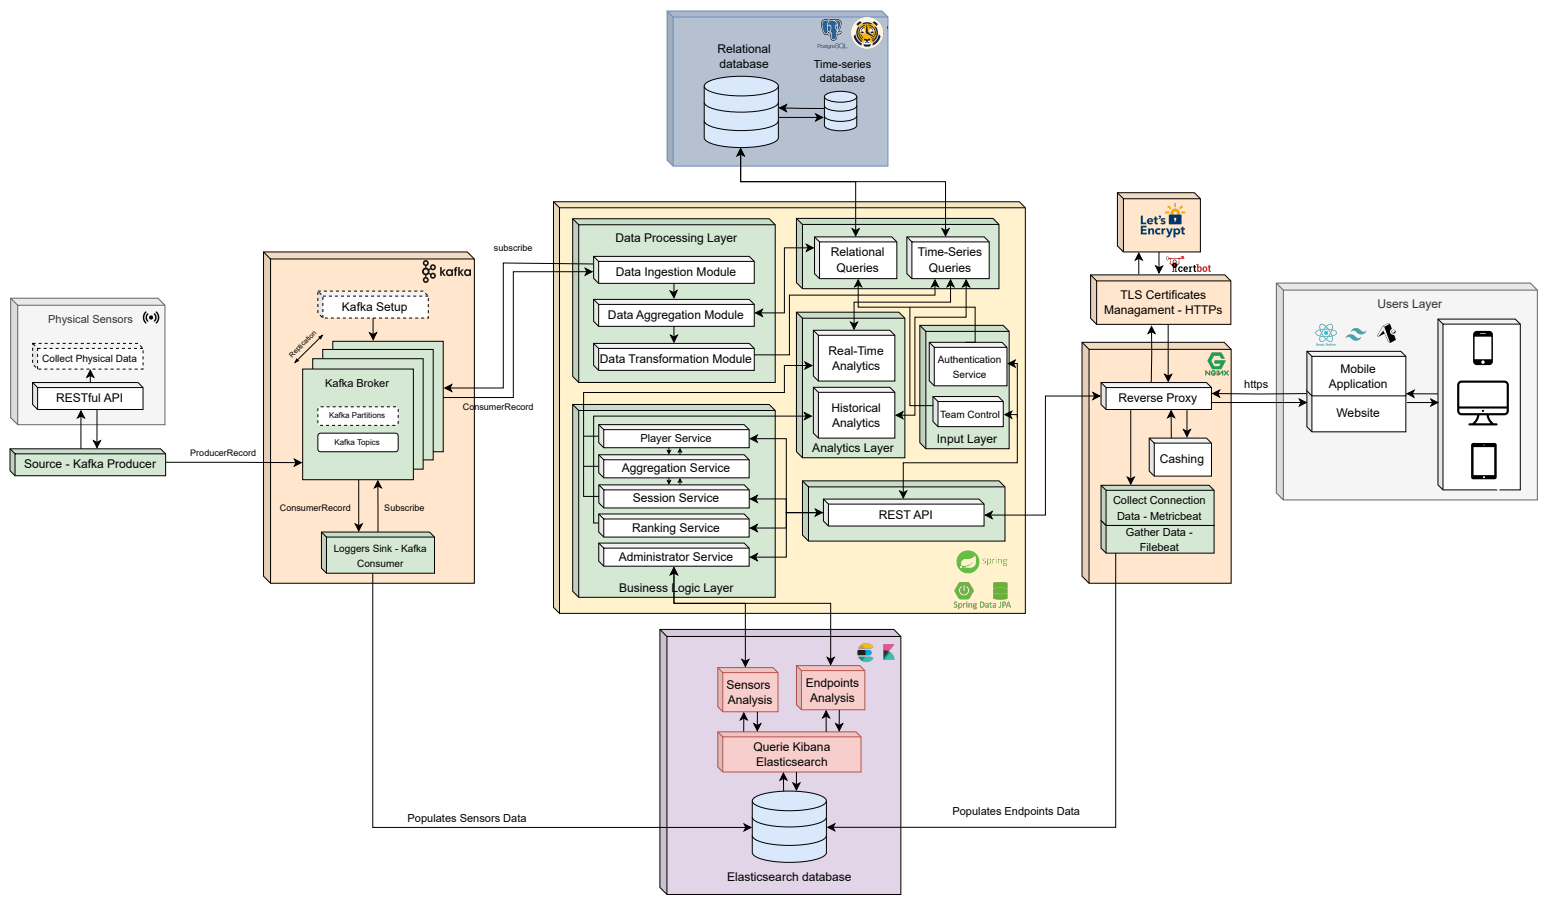 PostgreSQL
Relational
database
Time-series
database
Physical Sensors
Collect Physical Data
RESTful API
Source - Kafka Producer
ProducerRecord
kafka
Kafka Setup
Replication
Kafka Broker
Kafka Partitions
Kafka Topics
ConsumerRecord
Subscribe
Loggers Sink - Kafka
Consumer
subscribe
ConsumerRecord
Data Processing Layer
Data Ingestion Module
Data Aggregation Module
Data Transformation Module
Relational
Queries
Time-Series
Queries
Real-Time
Analytics
Historical
Analytics
Analytics Layer
Authentication
Service
Team Control
Input Layer
Player Service
Aggregation Service
Session Service
Ranking Service
Administrator Service
Business Logic Layer
REST API
spring
Spring Data JPA
Let's
Encrypt
certbot
TLS Certificates
Managament - HTTPs
NGINX
Reverse Proxy
Cashing
Collect Connection
Data - Metricbeat
Gather Data -
Filebeat
https
Users Layer
React Native
Mobile
Application
Website
Sensors
Analysis
Endpoints
Analysis
Querie Kibana
Elasticsearch
Populates Sensors Data
Populates Endpoints Data
Elasticsearch database